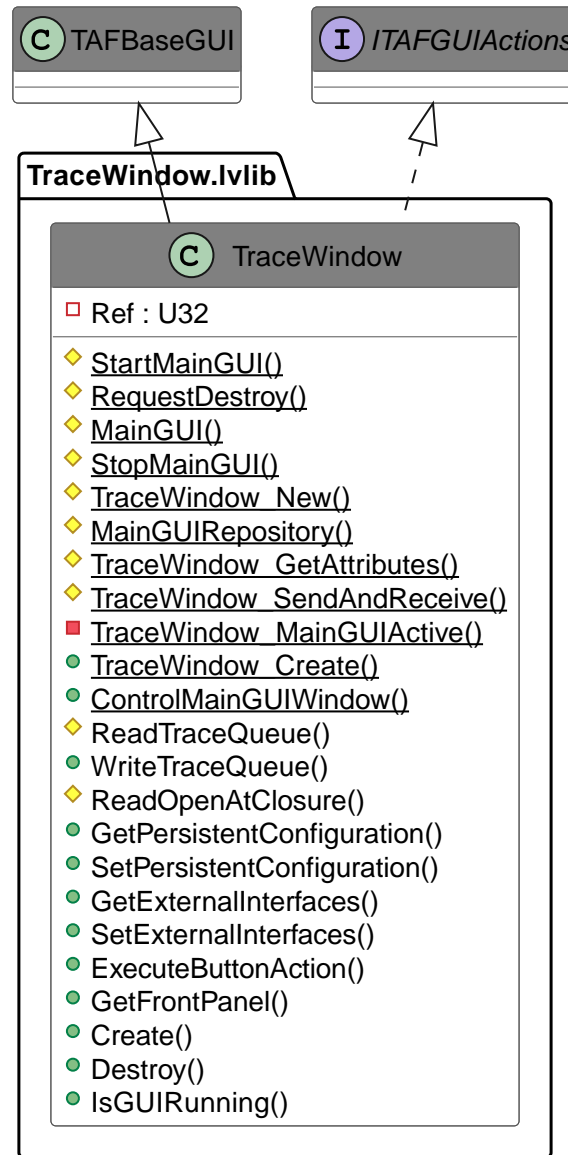 C TAFBaseGUI
I ITAFGUIActions
TraceWindow.lvlib
C TraceWindow
Ref : U32
StartMainGUI()
RequestDestroy()
MainGUI()
StopMainGUI()
TraceWindow_New()
MainGUIRepository()
TraceWindow_GetAttributes()
TraceWindow_SendAndReceive()
TraceWindow_MainGUIActive()
TraceWindow_Create()
ControlMainGUIWindow()
ReadTraceQueue()
WriteTraceQueue()
ReadOpenAtClosure()
GetPersistentConfiguration()
SetPersistentConfiguration()
GetExternalInterfaces()
SetExternalInterfaces()
ExecuteButtonAction()
GetFrontPanel()
Create()
Destroy()
IsGUIRunning()